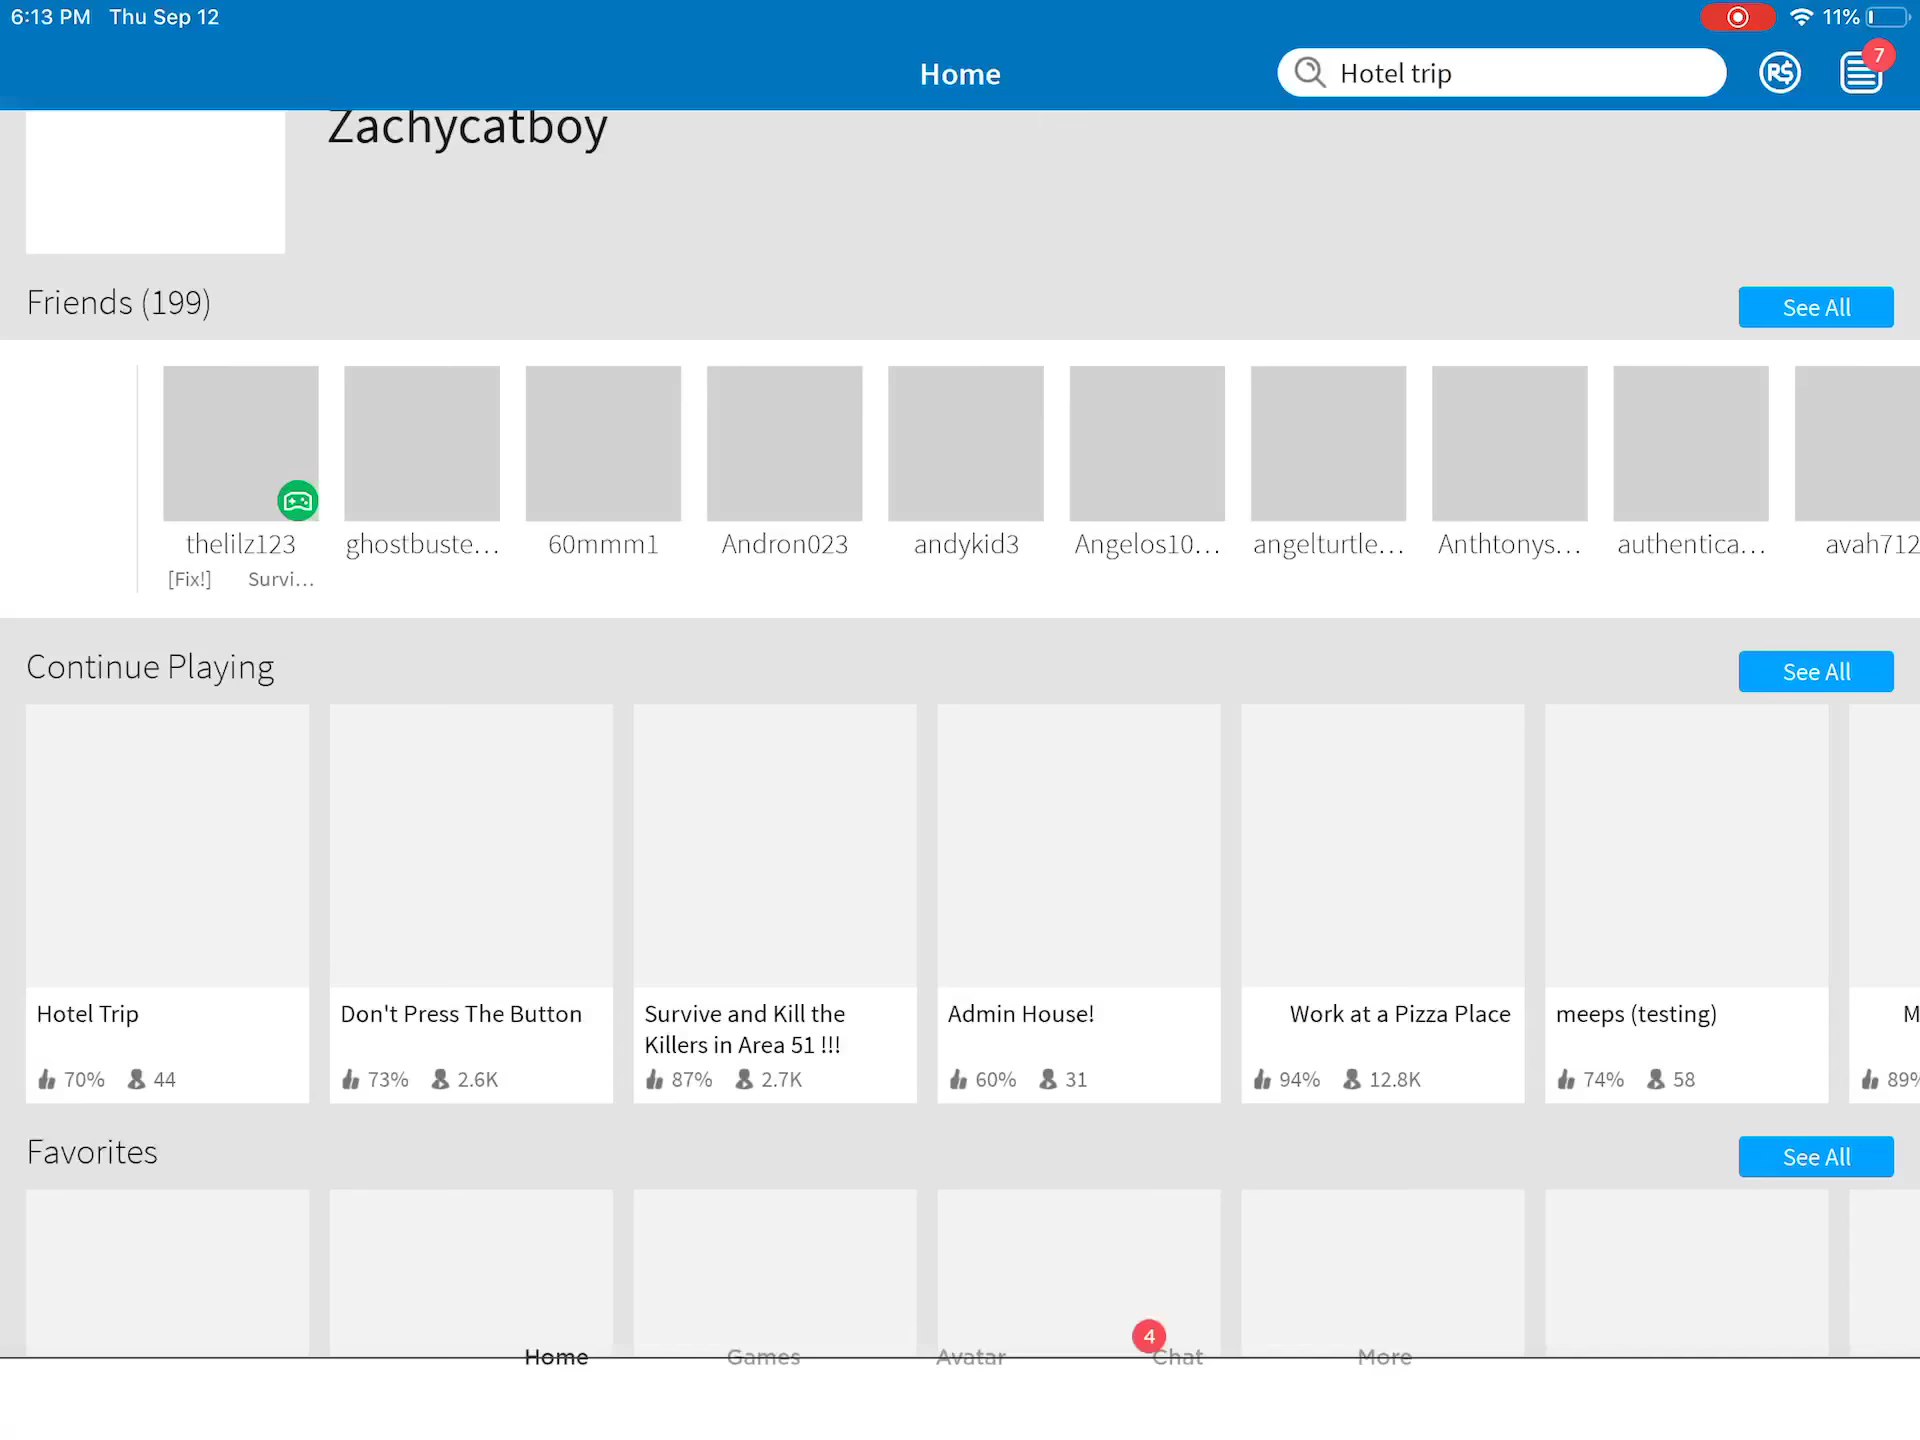 6:13 PM Thu Sep 12
11%
Home
Hotel trip
R$
7
Zachycatboy
Friends (199)
See All
thelilz123
ghostbuste...
60mmm1
Andron023
andykid3
Angelos10...
angelturtle...
Anthtonys...
authentica...
avah712
[Fix!] Survi...
Continue Playing
See All
Hotel Trip
70% 44
Don't Press The Button
73% 2.6K
Survive and Kill the
Killers in Area 51 !!!
87% 2.7K
Admin House!
60% 31
Work at a Pizza Place
94% 12.8K
meeps (testing)
74% 58
M
89%
Favorites
See All
Home
Games
Avatar
4
Chat
More